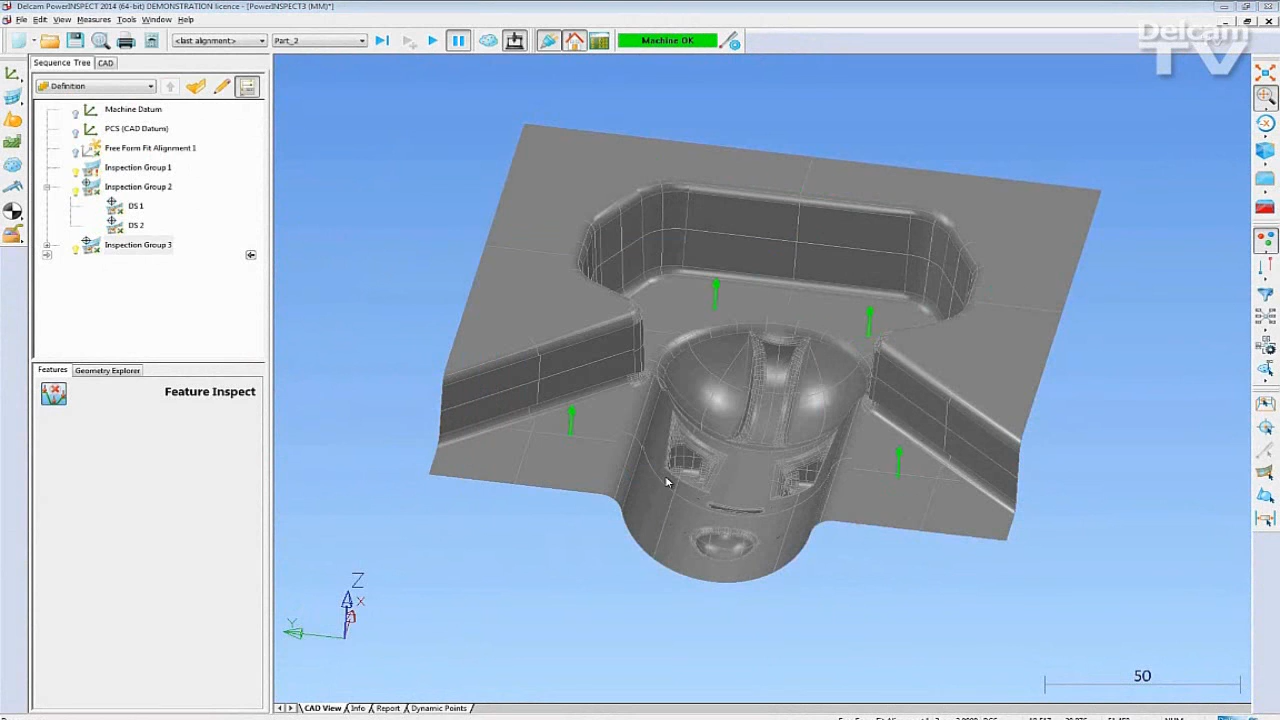 Delcam PowerINSPECT 2014 (64-bit) DEMONSTRATION licence - [PowerINSPECT3 (MM)*]
File Edit View Measures Tools Window Help
<last alignment> Part_2 Machine OK
Delcam
TV
Sequence Tree CAD
Definition
Machine Datum
PCS (CAD Datum)
Free Form Fit Alignment 1
Inspection Group 1
Inspection Group 2
DS 1
DS 2
Inspection Group 3
Features Geometry Explorer
Feature Inspect
Z
X
Y
50
CAD View Info Report Dynamic Points